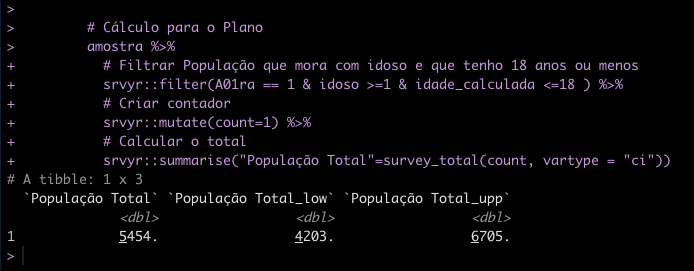 >
>         # Cálculo para o Plano
>         amostra %>%
+           # Filtrar População que mora com idoso e que tenho 18 anos ou menos
+           srvyr::filter(A01ra == 1 & idoso >=1 & idade_calculada <=18 ) %>%
+           # Criar contador
+           srvyr::mutate(count=1) %>%
+           # Calcular o total
+           srvyr::summarise("População Total"=survey_total(count, vartype = "ci"))
# A tibble: 1 x 3
  `População Total` `População Total_low` `População Total_upp`
              <dbl>                 <dbl>                 <dbl>
1             5454.                 4203.                 6705.
>